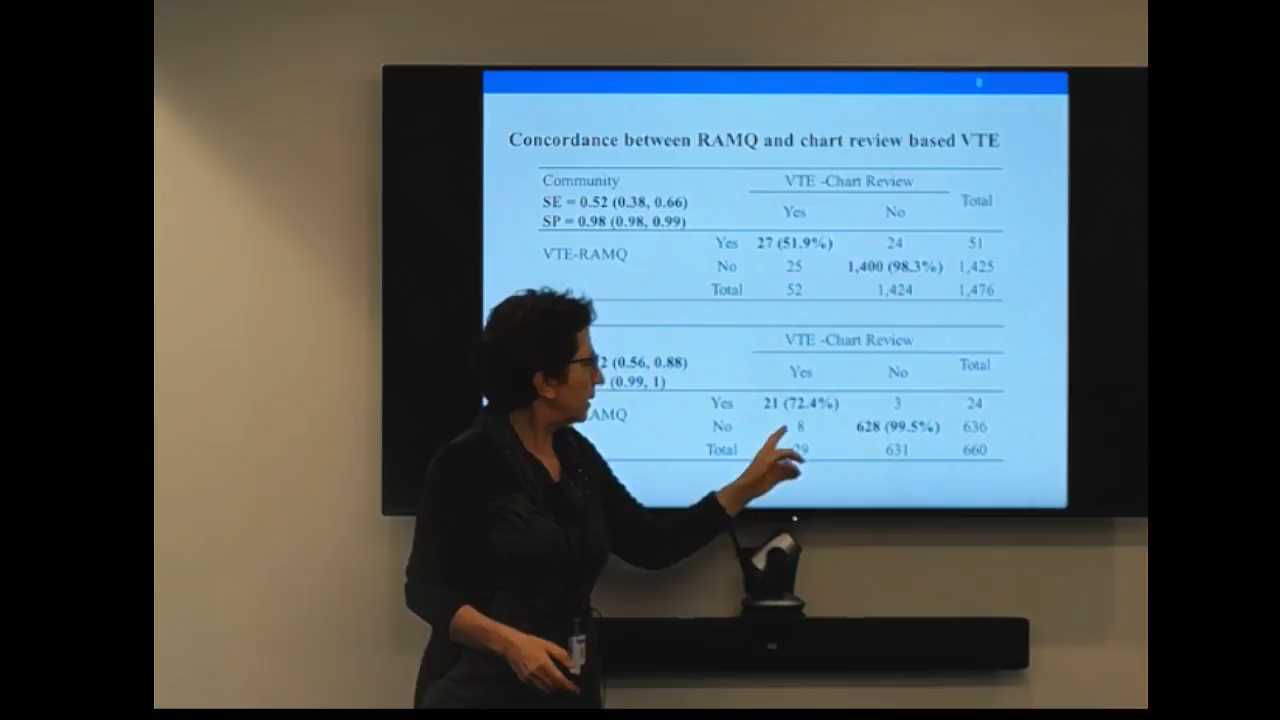 8
Concordance between RAMQ and chart review based VTE
Community VTE -Chart Review Total
SE = 0.52 (0.38, 0.66)
SP = 0.98 (0.98, 0.99) Yes No
VTE-RAMQ Yes 27 (51.9%) 24 51
No 25 1,400 (98.3%) 1,425
Total 52 1,424 1,476
VTE -Chart Review Total
2 (0.56, 0.88) Yes No
(0.99, 1)
AMQ Yes 21 (72.4%) 3 24
No 8 628 (99.5%) 636
Total 29 631 660